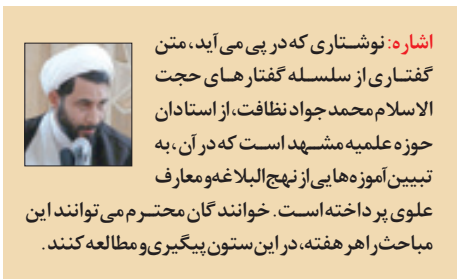 اشاره: نوشتاری که در پی می‌آید، متن
گفتاری از سلسله گفتارهای حجت
الاسلام محمدجواد نظافت، از استادان
حوزه علمیه مشهد است که در آن، به
تبیین آموزه‌هایی از نهج‌البلاغه و معارف
علوی پرداخته است. خوانندگان محترم می‌توانند این
مباحث را هر هفته، در این ستون پیگیری و مطالعه کنند.